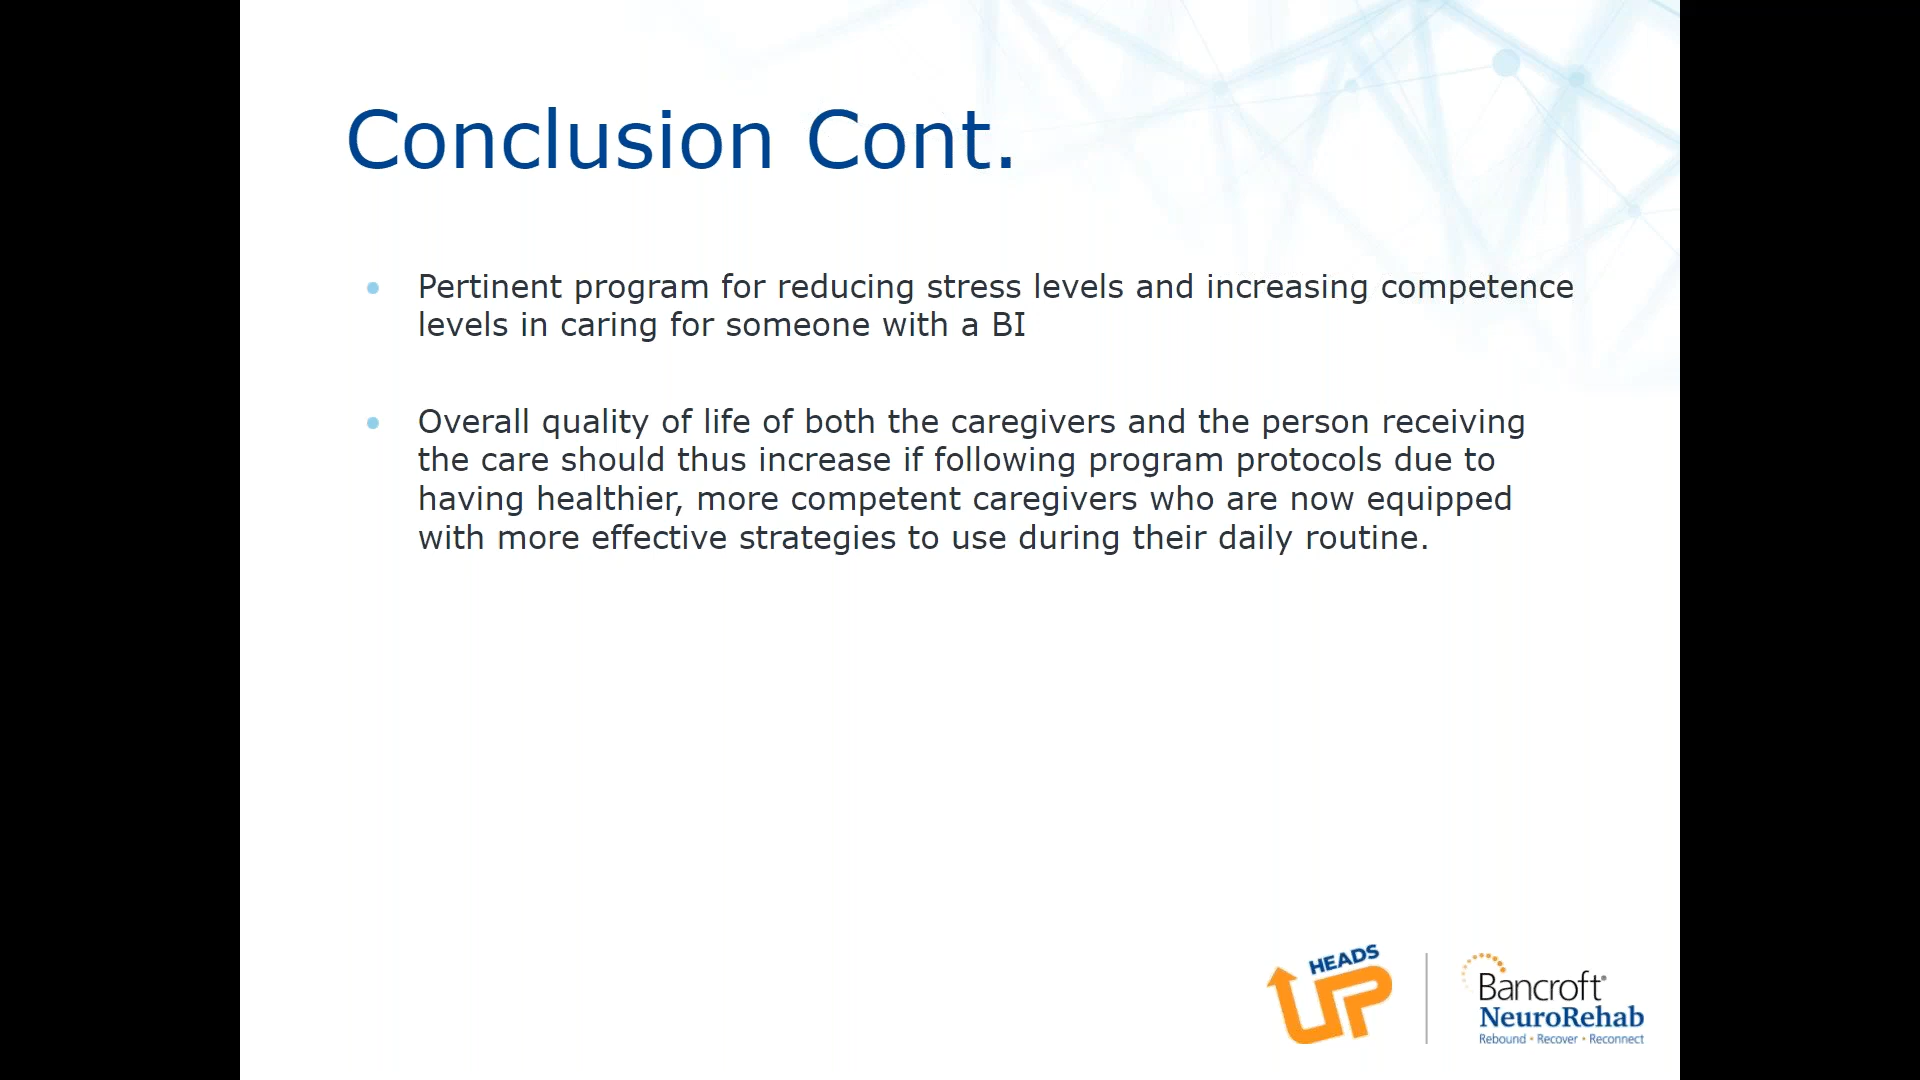 Conclusion Cont.
• Pertinent program for reducing stress levels and increasing competence
levels in caring for someone with a BI
• Overall quality of life of both the caregivers and the person receiving
the care should thus increase if following program protocols due to
having healthier, more competent caregivers who are now equipped
with more effective strategies to use during their daily routine.
HEADS
UP
Bancroft®
NeuroRehab
Rebound • Recover • Reconnect